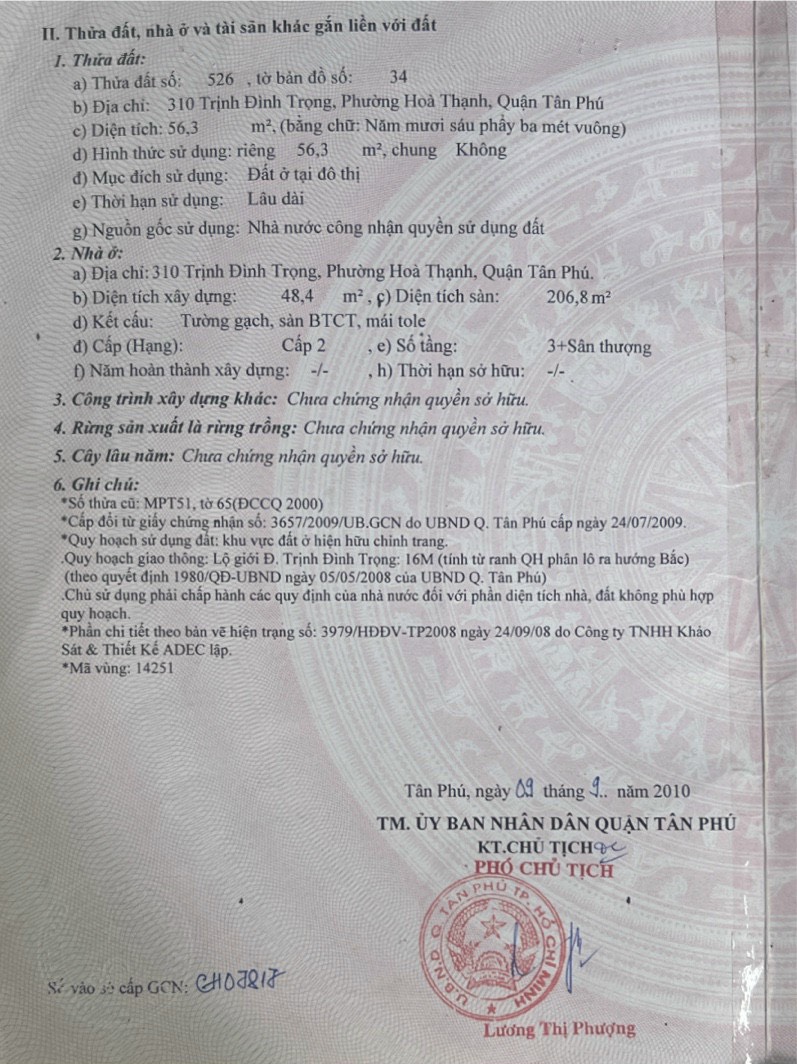 II. Thửa đất, nhà ở và tài sản khác gắn liền với đất
1. Thửa đất:
a) Thửa đất số: 526 , tờ bản đồ số: 34
b) Địa chỉ: 310 Trịnh Đình Trọng, Phường Hoà Thạnh, Quận Tân Phú
c) Diện tích: 56,3 m², (bằng chữ: Năm mươi sáu phẩy ba mét vuông)
d) Hình thức sử dụng: riêng 56,3 m², chung Không
đ) Mục đích sử dụng: Đất ở tại đô thị
e) Thời hạn sử dụng: Lâu dài
g) Nguồn gốc sử dụng: Nhà nước công nhận quyền sử dụng đất
2. Nhà ở:
a) Địa chỉ: 310 Trịnh Đình Trọng, Phường Hoà Thạnh, Quận Tân Phú.
b) Diện tích xây dựng: 48,4 m² , c) Diện tích sàn: 206,8 m²
d) Kết cấu: Tường gạch, sàn BTCT, mái tole
đ) Cấp (Hạng): Cấp 2 , e) Số tầng: 3+Sân thượng
f) Năm hoàn thành xây dựng: -/- , h) Thời hạn sở hữu: -/-
3. Công trình xây dựng khác: Chưa chứng nhận quyền sở hữu.
4. Rừng sản xuất là rừng trồng: Chưa chứng nhận quyền sở hữu.
5. Cây lâu năm: Chưa chứng nhận quyền sở hữu.
6. Ghi chú:
*Số thửa cũ: MPT51, tờ 65(ĐCCQ 2000)
*Cấp đổi từ giấy chứng nhận số: 3657/2009/UB.GCN do UBND Q. Tân Phú cấp ngày 24/07/2009.
*Quy hoạch sử dụng đất: khu vực đất ở hiện hữu chỉnh trang.
.Quy hoạch giao thông: Lộ giới Đ. Trịnh Đình Trọng: 16M (tính từ ranh QH phân lô ra hướng Bắc)
(theo quyết định 1980/QĐ-UBND ngày 05/05/2008 của UBND Q. Tân Phú)
.Chủ sử dụng phải chấp hành các quy định của nhà nước đối với phần diện tích nhà, đất không phù hợp
quy hoạch.
*Phần chi tiết theo bản vẽ hiện trạng số: 3979/HĐĐV-TP2008 ngày 24/09/08 do Công ty TNHH Khảo
Sát & Thiết Kế ADEC lập.
*Mã vùng: 14251
Tân Phú, ngày 09 tháng 9.. năm 2010
TM. ỦY BAN NHÂN DÂN QUẬN TÂN PHÚ
KT.CHỦ TỊCH
PHÓ CHỦ TỊCH
U.B.N.D Q. TÂN PHÚ TP. HỒ CHÍ MINH
Số vào sổ cấp GCN:
Lương Thị Phượng